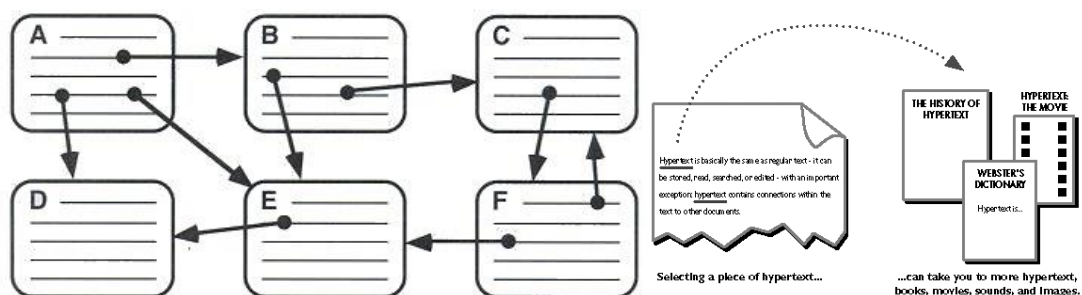 A
B
C
D
E
F
Hypertext is basically the same as regular text - it can
be stored, read, searched, or edited - with an important
exception: hypertext contains connections within the
text to other documents.
Selecting a piece of hypertext...
THE HISTORY OF
HYPERTEXT
HYPERTEXT:
THE MOVIE
WEBSTER'S
DICTIONARY
Hypertext is...
...can take you to more hypertext,
books, movies, sounds, and images.